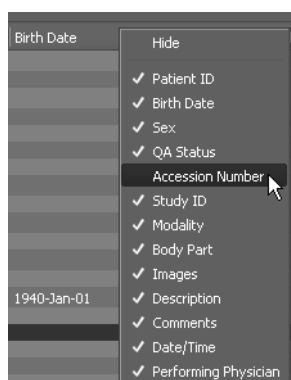 Birth Date
Hide
Patient ID
Birth Date
Sex
QA Status
Accession Number
Study ID
Modality
Body Part
Images
1940-Jan-01
Description
Comments
Date/Time
Performing Physician